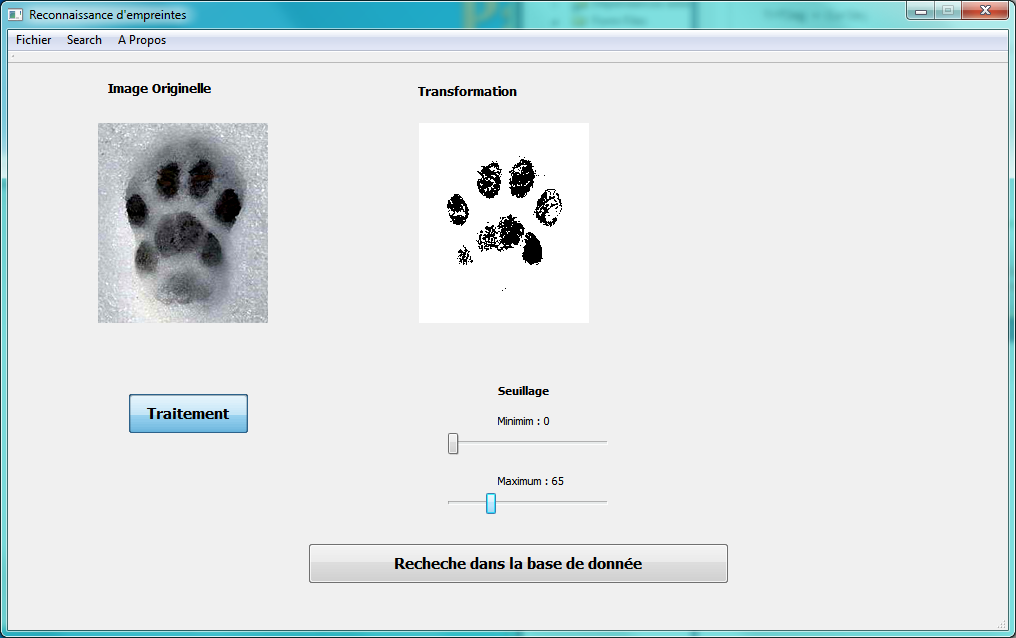 Reconnaissance d'empreintes
Fichier Search A Propos
Image Originelle
Transformation
Traitement
Seuillage
Minimim : 0
Maximum : 65
Recheche dans la base de donnée